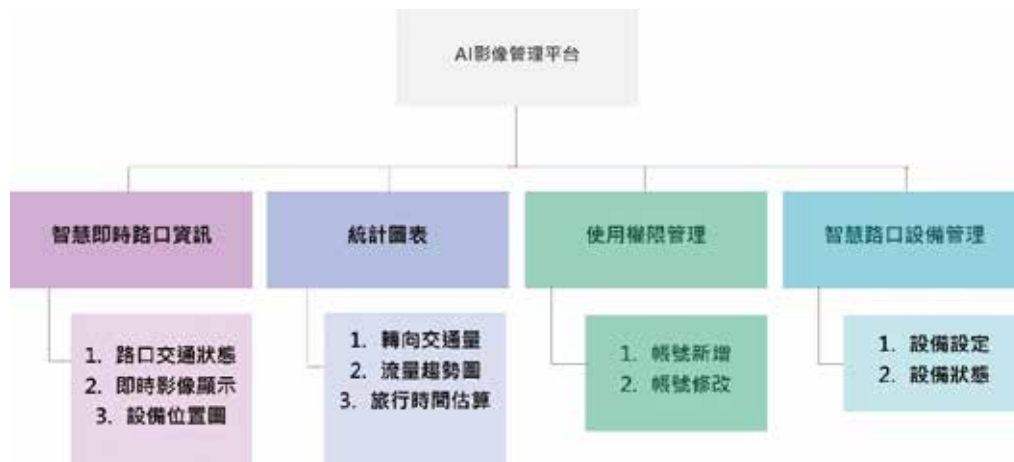 AI影像管理平台
智慧即時路口資訊
統計圖表
使用權限管理
智慧路口設備管理
1. 路口交通狀態
2. 即時影像顯示
3. 設備位置圖
1. 轉向交通量
2. 流量趨勢圖
3. 旅行時間估算
1. 帳號新增
2. 帳號修改
1. 設備設定
2. 設備狀態